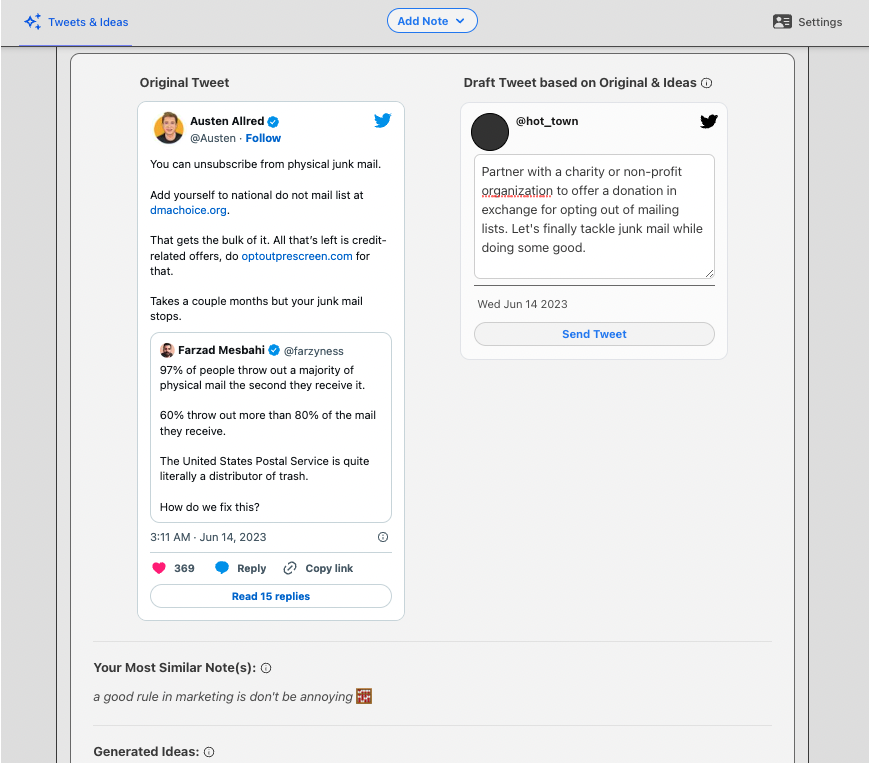 Tweets & Ideas
Add Note
Settings
Original Tweet
Austen Allred
@Austen · Follow
You can unsubscribe from physical junk mail.
Add yourself to national do not mail list at
dmachoice.org.
That gets the bulk of it. All that’s left is credit-
related offers, do optoutprescreen.com for
that.
Takes a couple months but your junk mail
stops.
Farzad Mesbahi @farzyness
97% of people throw out a majority of
physical mail the second they receive it.
60% throw out more than 80% of the mail
they receive.
The United States Postal Service is quite
literally a distributor of trash.
How do we fix this?
3:11 AM · Jun 14, 2023
369 Reply Copy link
Read 15 replies
Draft Tweet based on Original & Ideas
@hot_town
Partner with a charity or non-profit
organization to offer a donation in
exchange for opting out of mailing
lists. Let's finally tackle junk mail while
doing some good.
Wed Jun 14 2023
Send Tweet
Your Most Similar Note(s):
a good rule in marketing is don't be annoying
Generated Ideas: